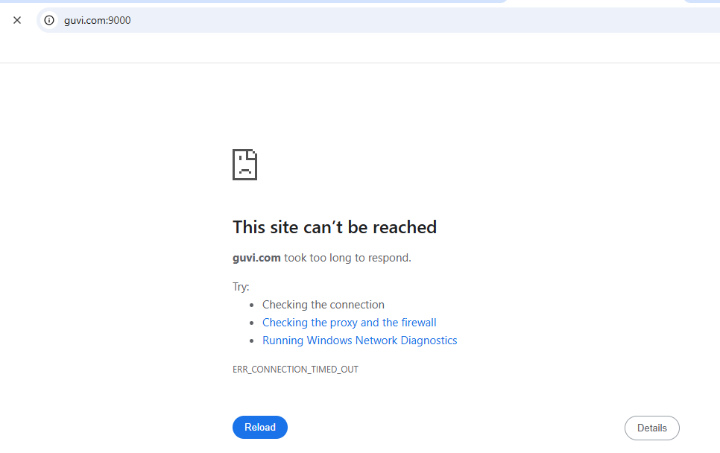 guvi.com:9000
This site can't be reached
guvi.com took too long to respond.
Try:
• Checking the connection
• Checking the proxy and the firewall
• Running Windows Network Diagnostics
ERR_CONNECTION_TIMED_OUT
Reload
Details